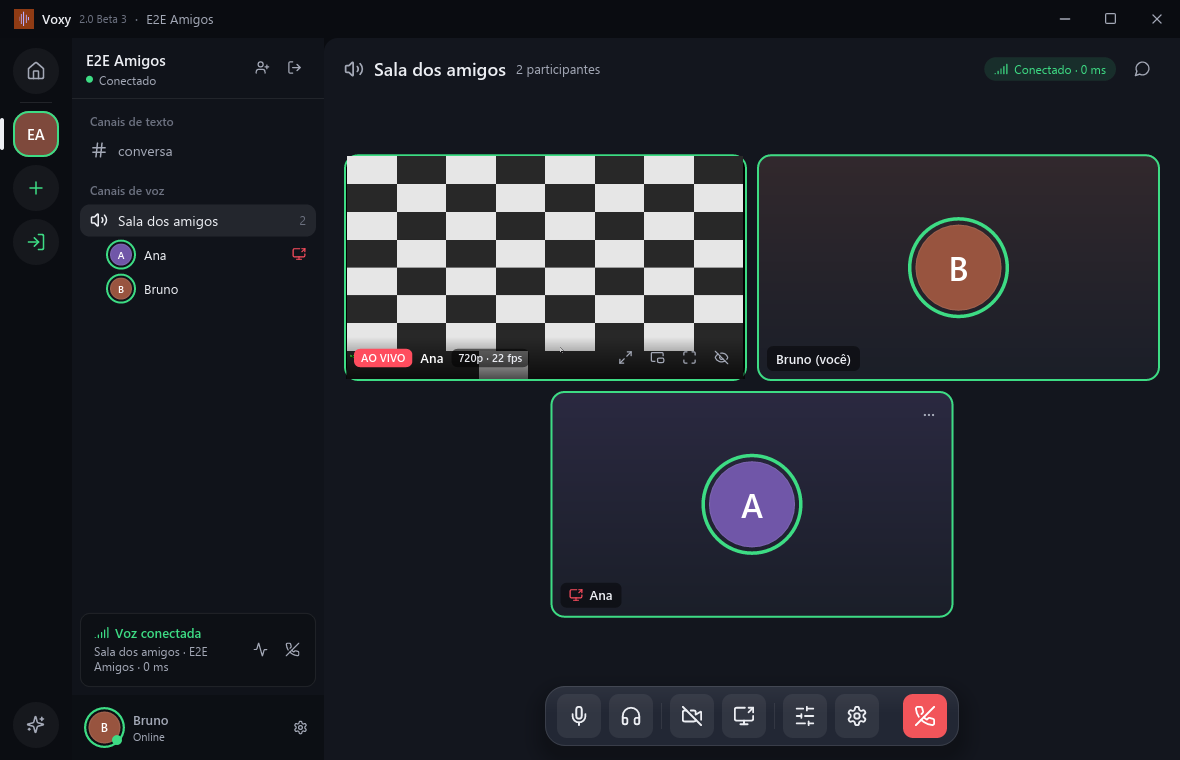 Voxy 2.0 Beta 3 · E2E Amigos
E2E Amigos
Conectado
EA
Canais de texto
# conversa
Canais de voz
Sala dos amigos 2
A Ana
B Bruno
Voz conectada
Sala dos amigos · E2E
Amigos · 0 ms
B Bruno
Online
Sala dos amigos 2 participantes
Conectado · 0 ms
AO VIVO Ana 720p · 22 fps
B
Bruno (você)
A
Ana